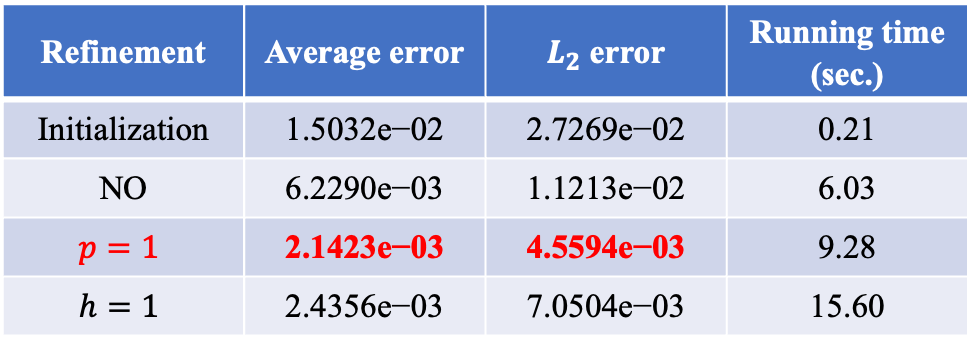 Refinement Average error L₂ error Running time
(sec.)
Initialization 1.5032e−02 2.7269e−02 0.21
NO 6.2290e−03 1.1213e−02 6.03
p = 1 2.1423e−03 4.5594e−03 9.28
h = 1 2.4356e−03 7.0504e−03 15.60